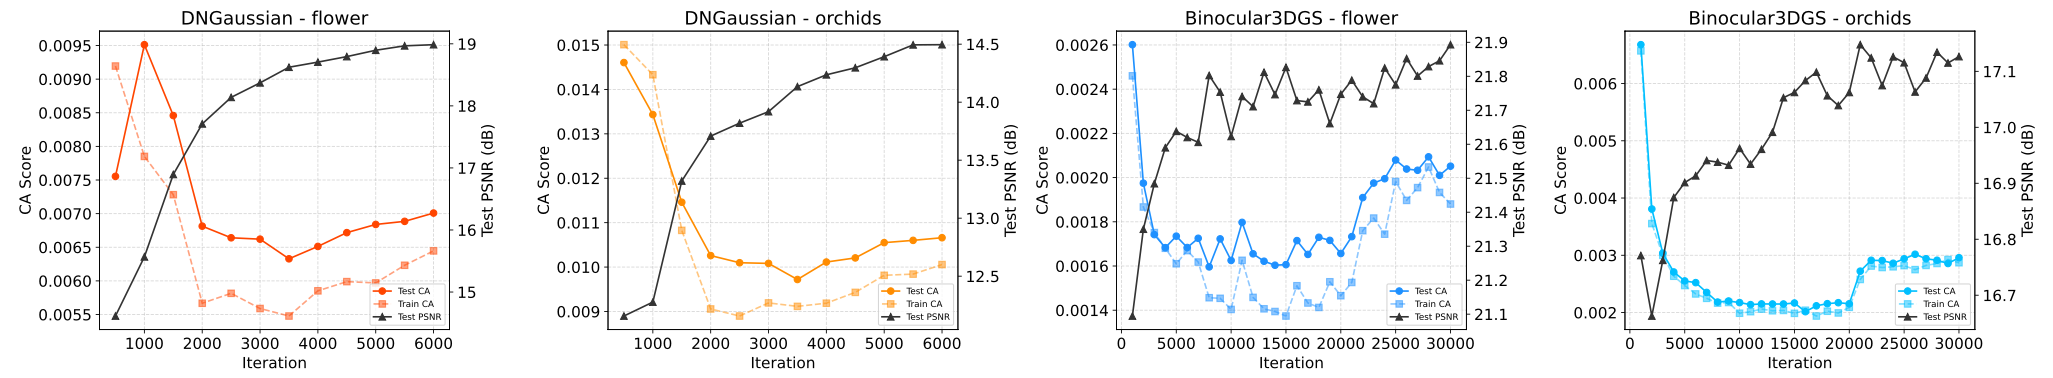 DNGaussian - flower
0.0095
0.0090
0.0085
0.0080
0.0075
0.0070
0.0065
0.0060
0.0055
CA Score
19
18
17
16
15
Test PSNR (dB)
Test CA
Train CA
Test PSNR
1000 2000 3000 4000 5000 6000
Iteration
DNGaussian - orchids
0.015
0.014
0.013
0.012
0.011
0.010
0.009
CA Score
14.5
14.0
13.5
13.0
12.5
Test PSNR (dB)
Test CA
Train CA
Test PSNR
1000 2000 3000 4000 5000 6000
Iteration
Binocular3DGS - flower
0.0026
0.0024
0.0022
0.0020
0.0018
0.0016
0.0014
CA Score
21.9
21.8
21.7
21.6
21.5
21.4
21.3
21.2
21.1
Test PSNR (dB)
Test CA
Train CA
Test PSNR
0 5000 10000 15000 20000 25000 30000
Iteration
Binocular3DGS - orchids
0.006
0.005
0.004
0.003
0.002
CA Score
17.1
17.0
16.9
16.8
16.7
Test PSNR (dB)
Test CA
Train CA
Test PSNR
0 5000 10000 15000 20000 25000 30000
Iteration